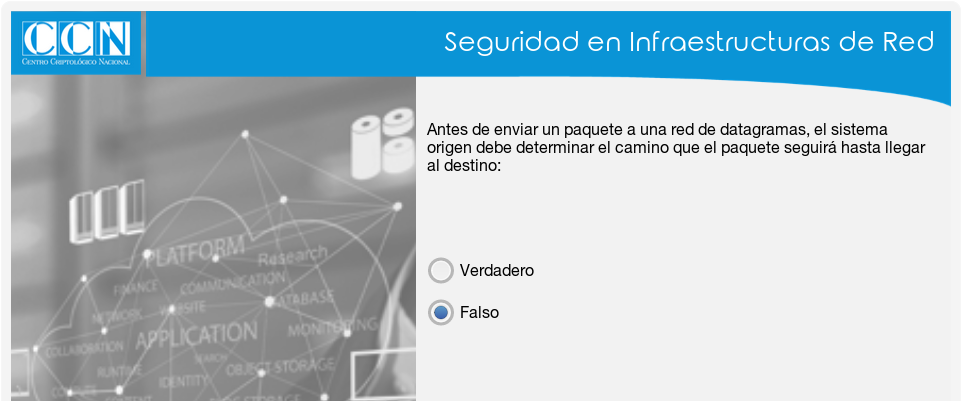 CCN
CENTRO CRIPTOLÓGICO NACIONAL
Seguridad en Infraestructuras de Red
Antes de enviar un paquete a una red de datagramas, el sistema
origen debe determinar el camino que el paquete seguirá hasta llegar
al destino:
Verdadero
Falso
PLATFORM
Research
FINANCE
COMMUNICATION
DATABASE
NETWORK
APPLICATION
MONITORING
COLLABORATION
SEARCH
RUNTIME
OBJECT STORAGE
IDENTITY
COMPUTE